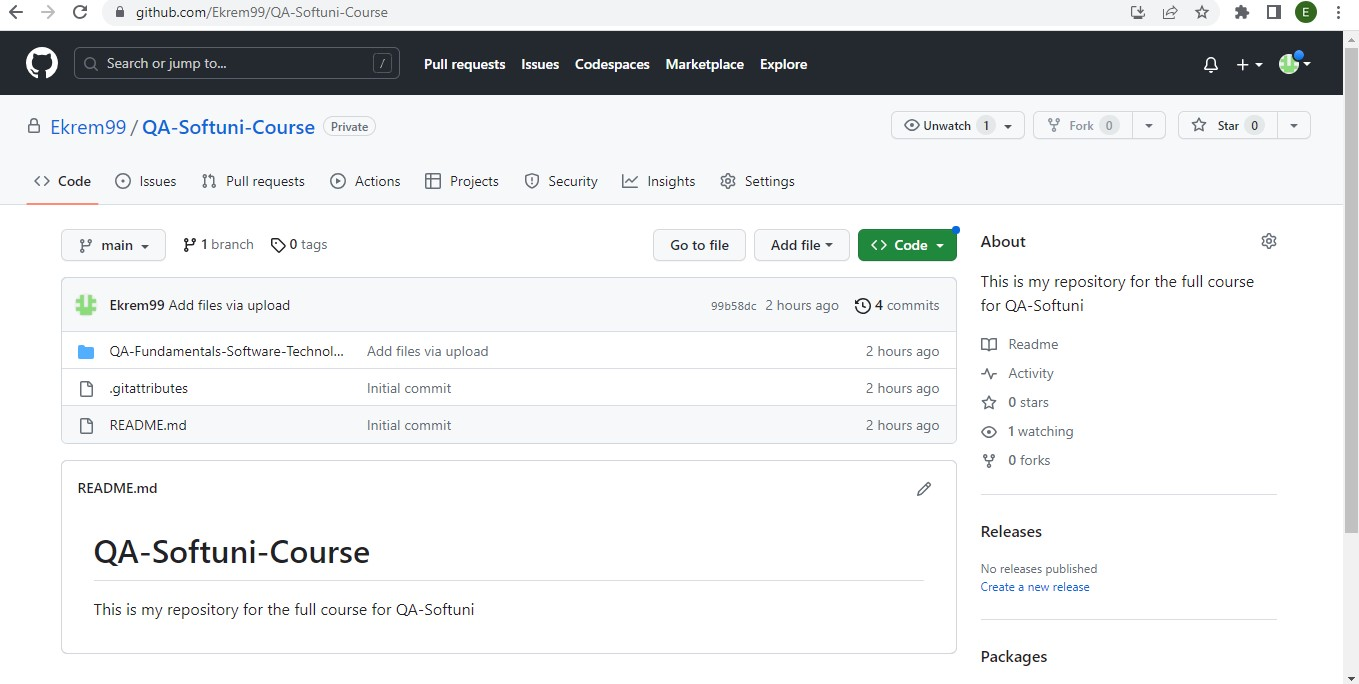 github.com/Ekrem99/QA-Softuni-Course
E
Search or jump to... /
Pull requests Issues Codespaces Marketplace Explore
Ekrem99 / QA-Softuni-Course Private
Unwatch 1 Fork 0 Star 0
Code Issues Pull requests Actions Projects Security Insights Settings
main 1 branch 0 tags Go to file Add file Code
Ekrem99 Add files via upload 99b58dc 2 hours ago 4 commits
QA-Fundamentals-Software-Technol... Add files via upload 2 hours ago
.gitattributes Initial commit 2 hours ago
README.md Initial commit 2 hours ago
README.md
QA-Softuni-Course
This is my repository for the full course for QA-Softuni
About
This is my repository for the full course
for QA-Softuni
Readme
Activity
0 stars
1 watching
0 forks
Releases
No releases published
Create a new release
Packages